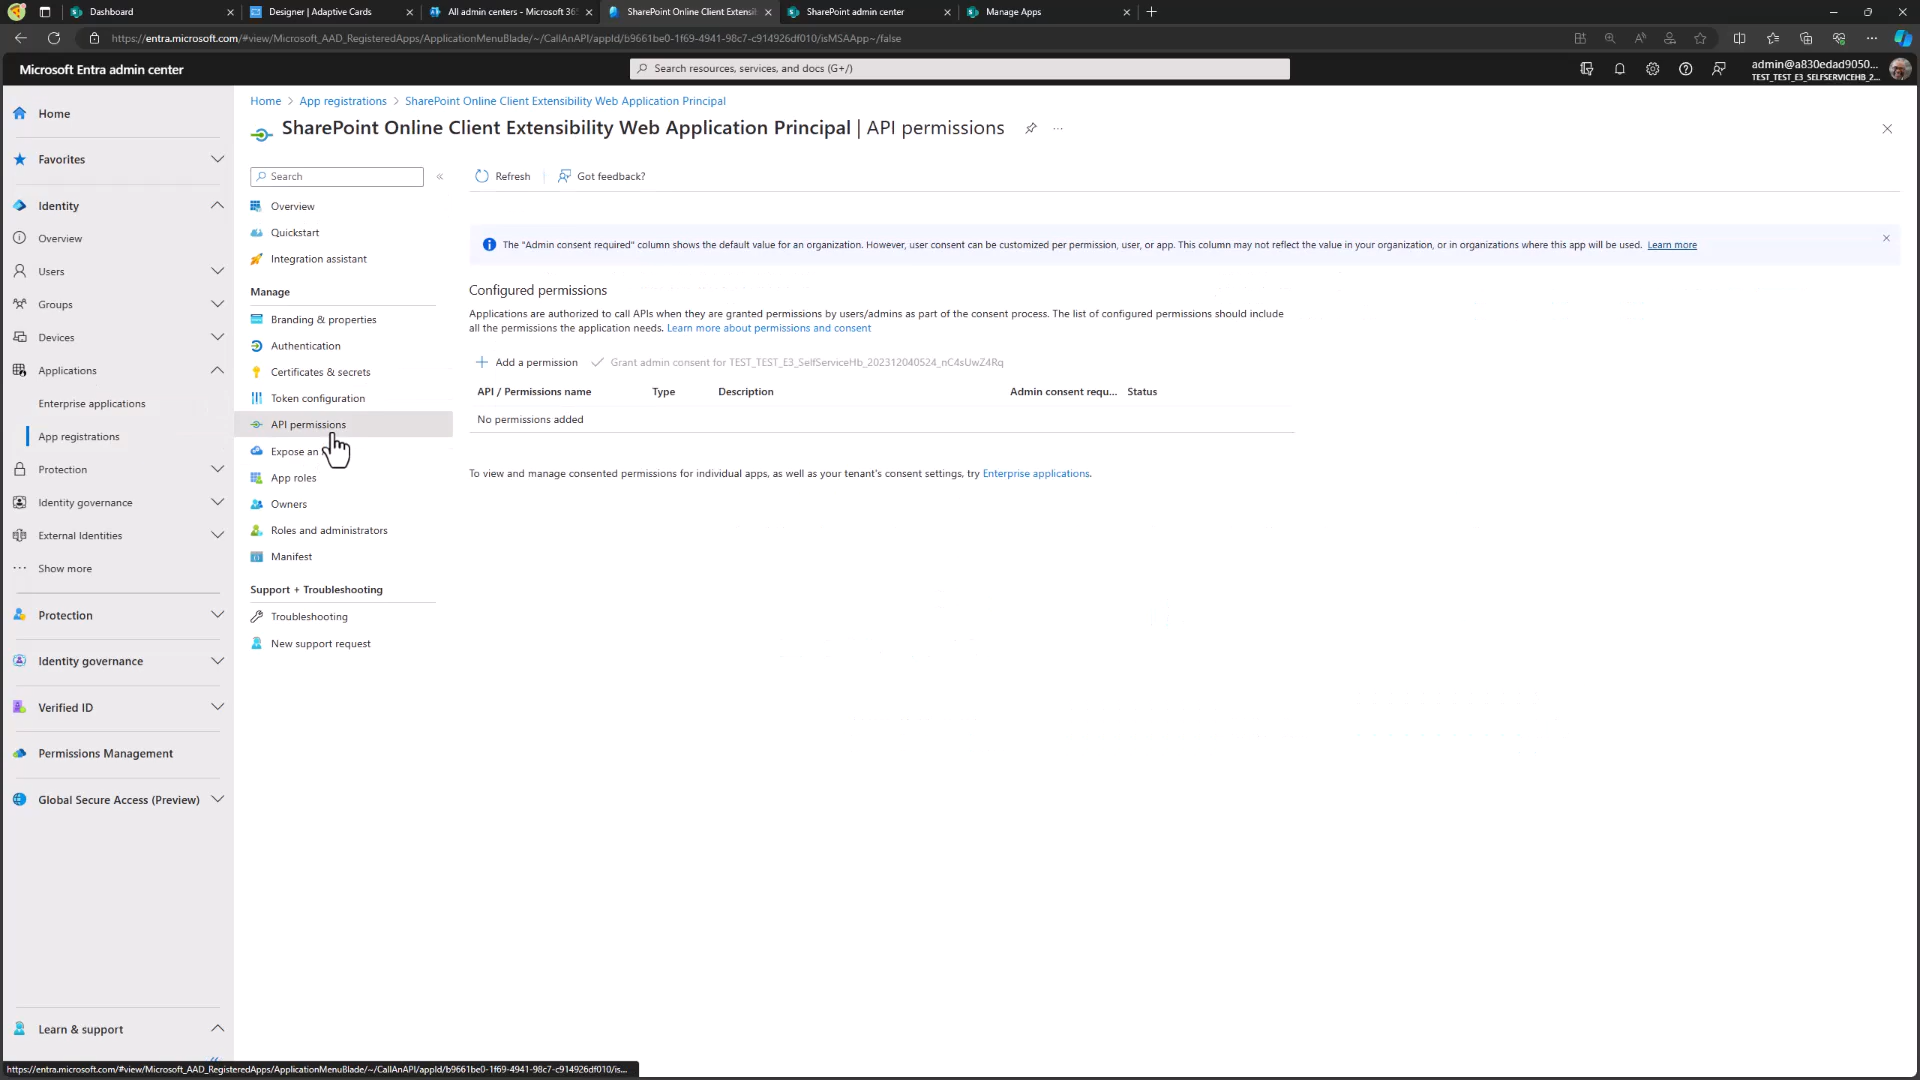 Dashboard
Designer | Adaptive Cards
All admin centers - Microsoft 36
SharePoint Online Client Extensib
SharePoint admin center
Manage Apps
https://entra.microsoft.com/#view/Microsoft_AAD_RegisteredApps/ApplicationMenuBlade/~/CallAnAPI/appId/b9661be0-1f69-4941-98c7-c914926df010/isMSAApp~/false
Microsoft Entra admin center
Search resources, services, and docs (G+/)
admin@a830edad9050...
TEST_TEST_E3_SELFSERVICEHB_2...
Home
Favorites
Identity
Overview
Users
Groups
Devices
Applications
Enterprise applications
App registrations
Protection
Identity governance
External Identities
Show more
Protection
Identity governance
Verified ID
Permissions Management
Global Secure Access (Preview)
Learn & support
Home > App registrations > SharePoint Online Client Extensibility Web Application Principal
SharePoint Online Client Extensibility Web Application Principal | API permissions
Search
Overview
Quickstart
Integration assistant
Manage
Branding & properties
Authentication
Certificates & secrets
Token configuration
API permissions
Expose an
App roles
Owners
Roles and administrators
Manifest
Support + Troubleshooting
Troubleshooting
New support request
Refresh
Got feedback?
The "Admin consent required" column shows the default value for an organization. However, user consent can be customized per permission, user, or app. This column may not reflect the value in your organization, or in organizations where this app will be used. Learn more
Configured permissions
Applications are authorized to call APIs when they are granted permissions by users/admins as part of the consent process. The list of configured permissions should include
all the permissions the application needs. Learn more about permissions and consent
Add a permission
Grant admin consent for TEST_TEST_E3_SelfServiceHb_202312040524_nC4sUwZ4Rq
API / Permissions name Type Description Admin consent requ... Status
No permissions added
To view and manage consented permissions for individual apps, as well as your tenant's consent settings, try Enterprise applications.
https://entra.microsoft.com/#view/Microsoft_AAD_RegisteredApps/ApplicationMenuBlade/~/CallAnAPI/appId/b9661be0-1f69-4941-98c7-c914926df010/is...